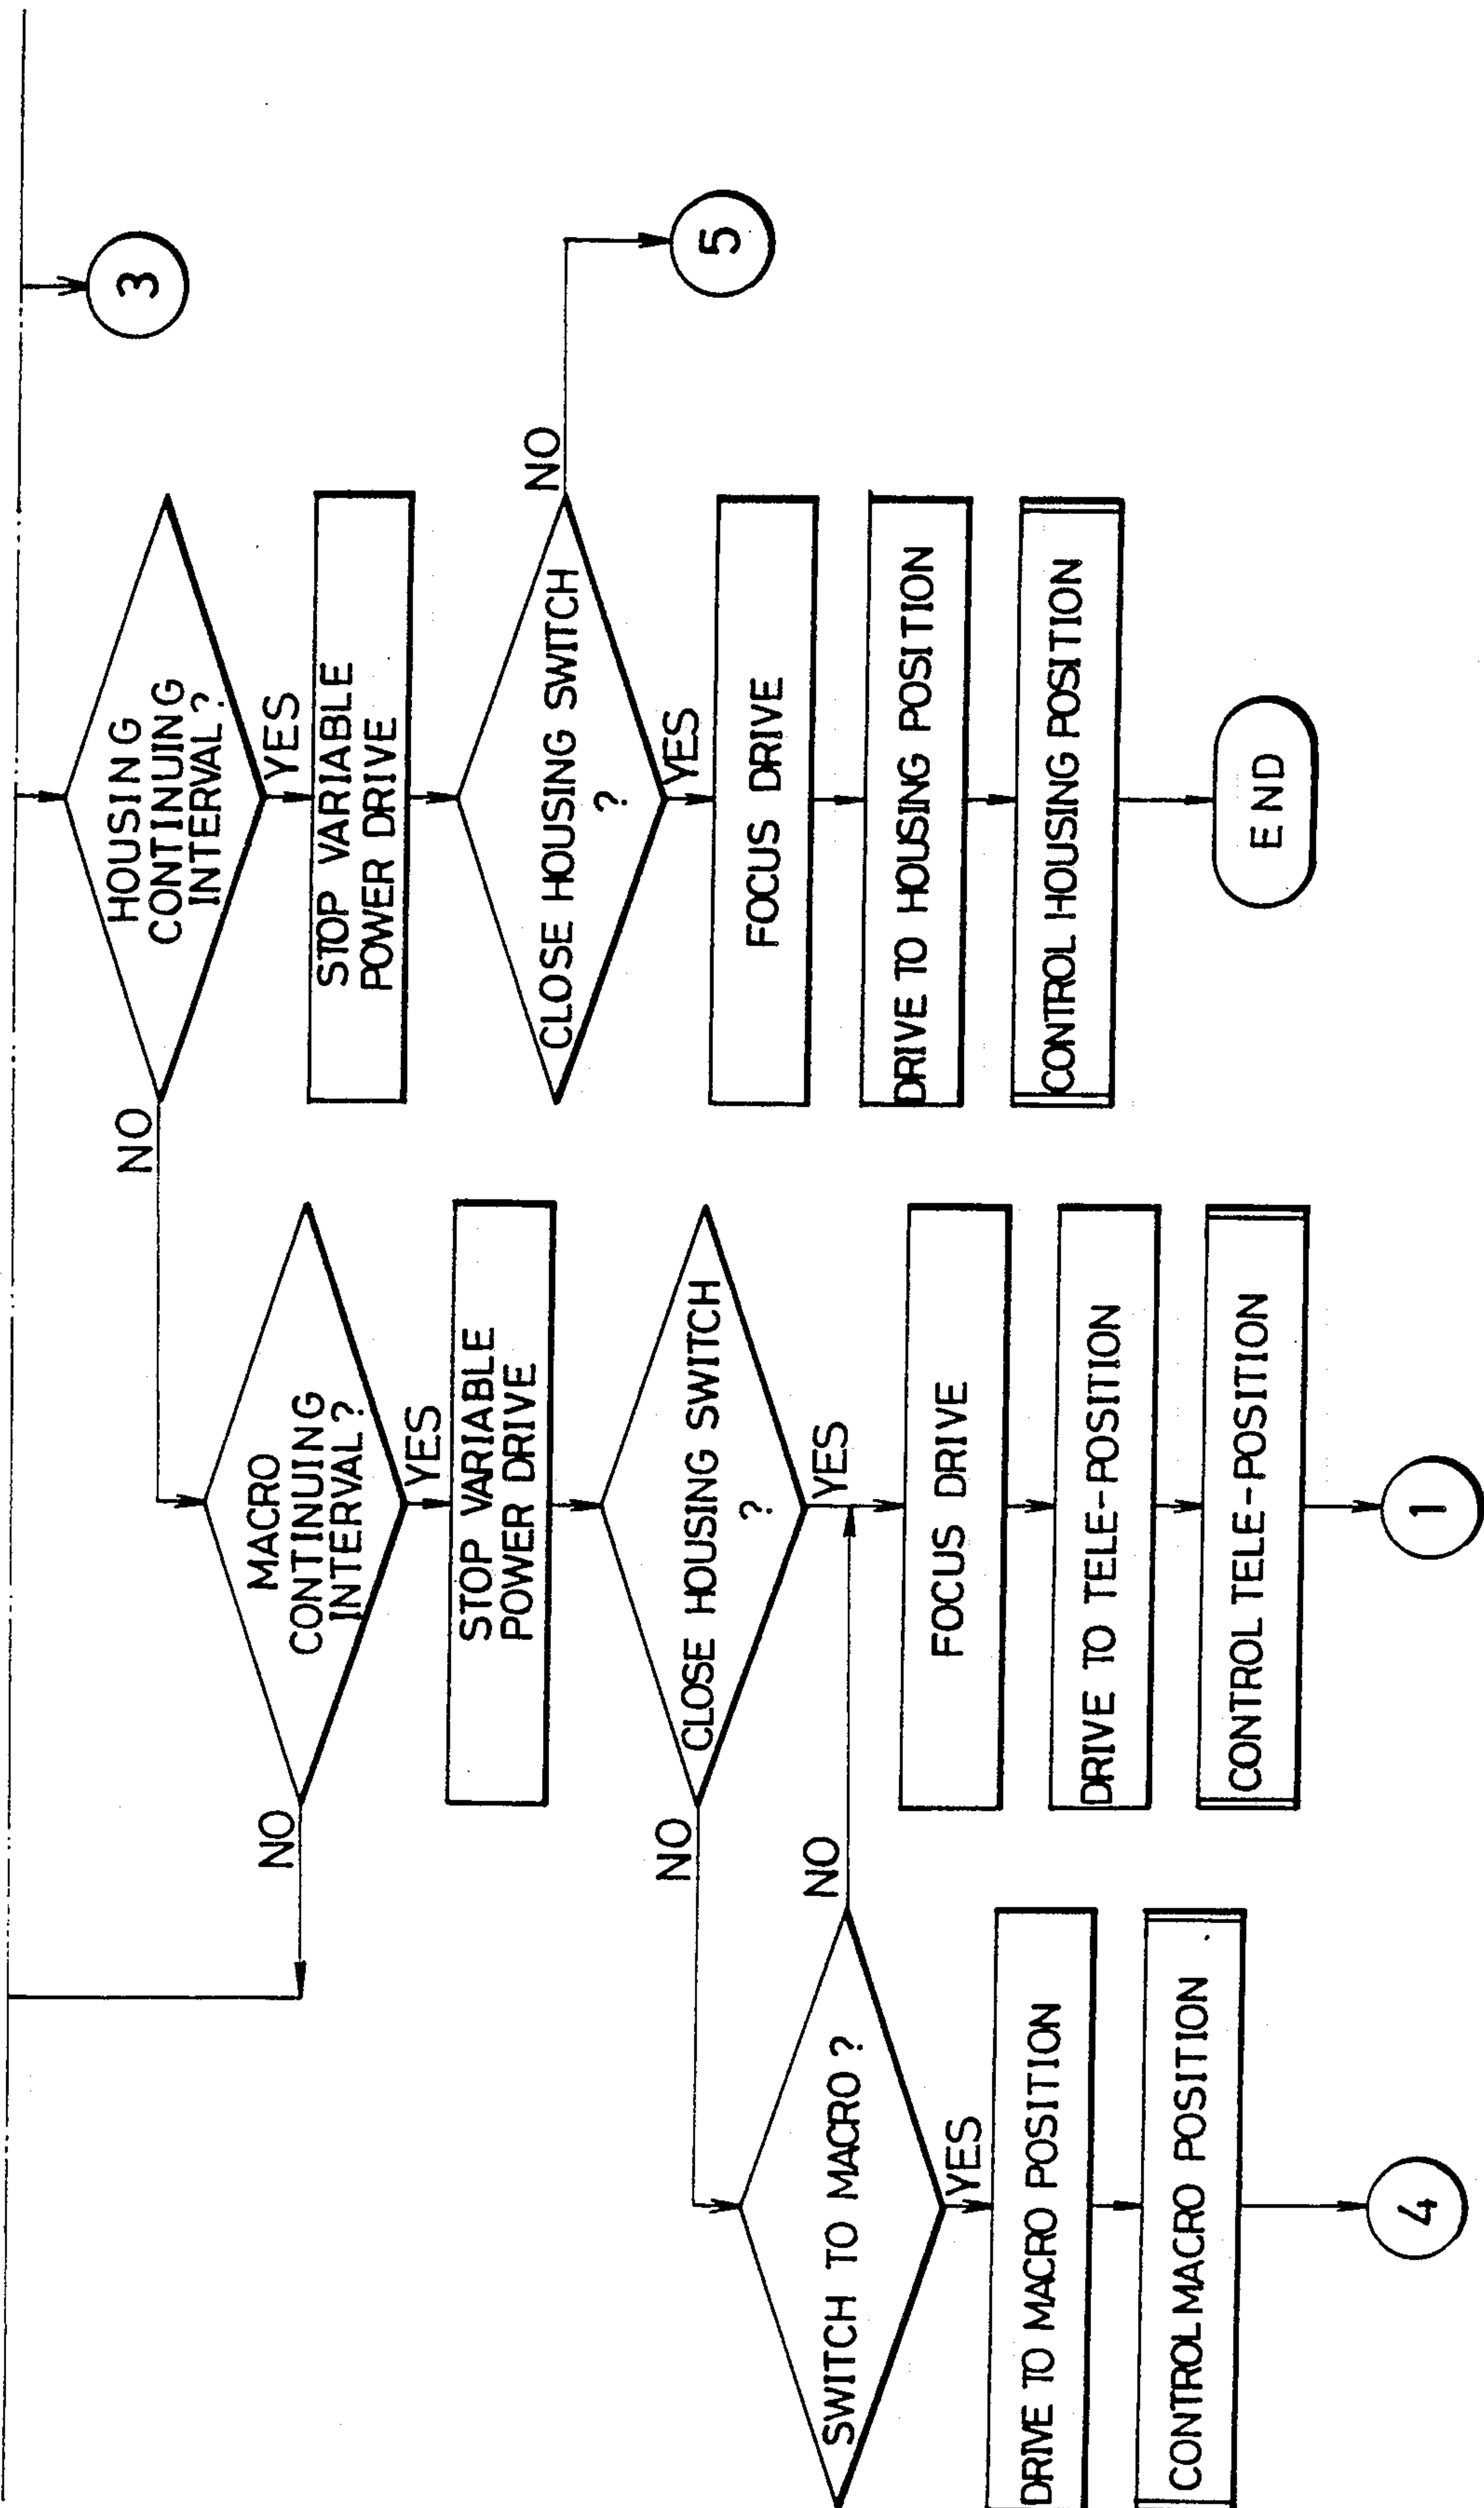 3
HOUSING
CONTINUING
INTERVAL?
NO
YES
STOP VARIABLE
POWER DRIVE
CLOSE HOUSING SWITCH
?
NO
5
YES
FOCUS DRIVE
DRIVE TO HOUSING POSITION
CONTROL HOUSING POSITION
END
MACRO
CONTINUING
INTERVAL?
NO
YES
STOP VARIABLE
POWER DRIVE
CLOSE HOUSING SWITCH
?
NO
YES
FOCUS DRIVE
DRIVE TO TELE-POSITION
CONTROL TELE-POSITION
1
SWITCH TO MACRO?
NO
YES
DRIVE TO MACRO POSITION
CONTROL MACRO POSITION
4